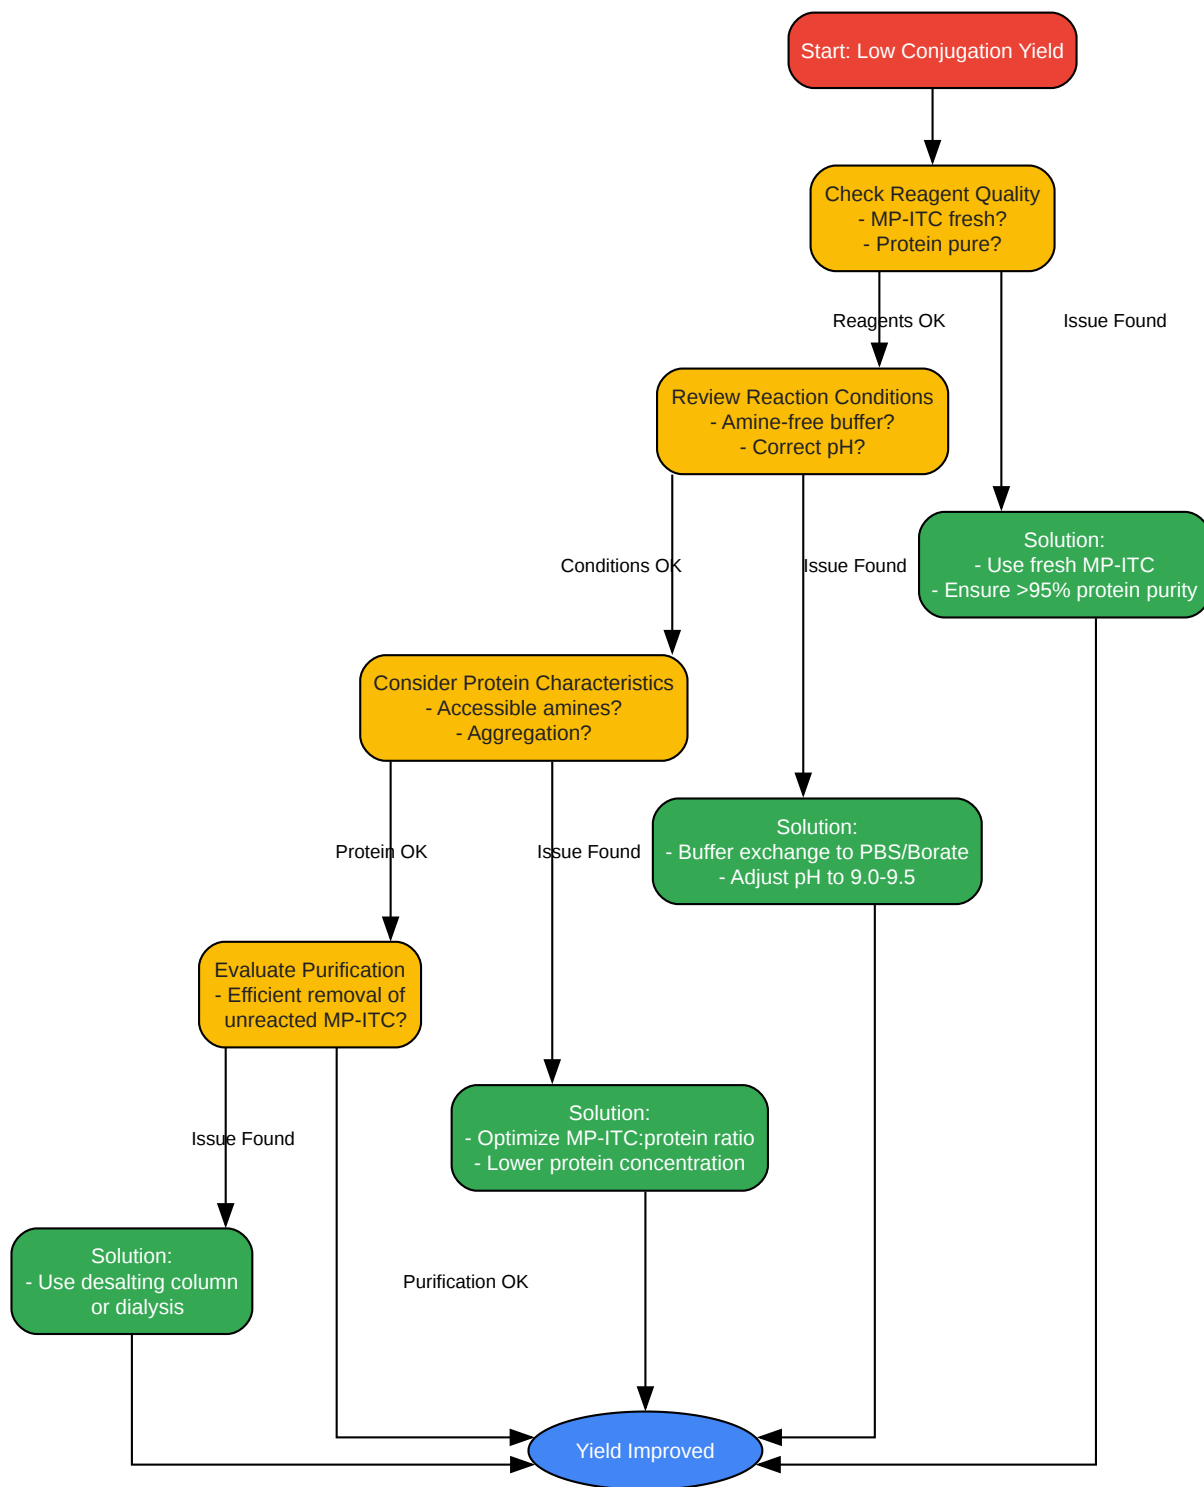 Start: Low Conjugation Yield
Check Reagent Quality
- MP-ITC fresh?
- Protein pure?
Reagents OK
Issue Found
Review Reaction Conditions
- Amine-free buffer?
- Correct pH?
Solution:
- Use fresh MP-ITC
- Ensure >95% protein purity
Conditions OK
Issue Found
Consider Protein Characteristics
- Accessible amines?
- Aggregation?
Solution:
- Buffer exchange to PBS/Borate
- Adjust pH to 9.0-9.5
Protein OK
Issue Found
Evaluate Purification
- Efficient removal of
unreacted MP-ITC?
Solution:
- Optimize MP-ITC:protein ratio
- Lower protein concentration
Issue Found
Solution:
- Use desalting column
or dialysis
Purification OK
Yield Improved